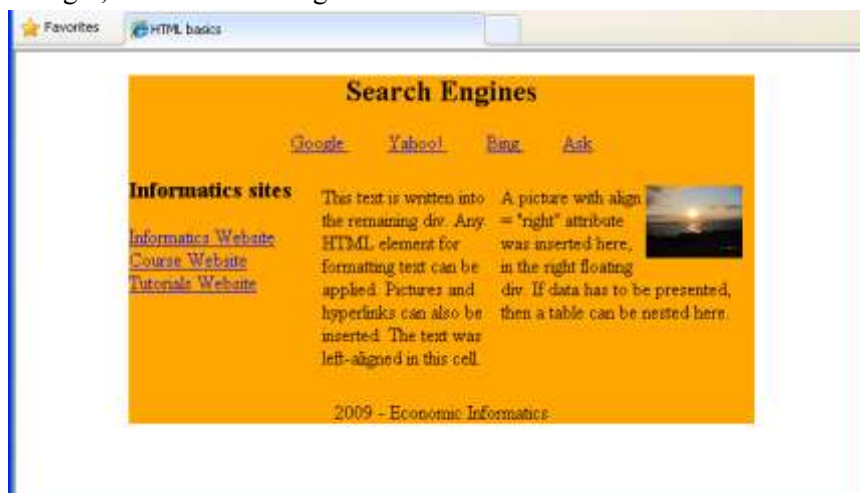 Favorites HTML basics
Search Engines
Google Yahoo! Bing Ask
Informatics sites
Informatics Website
Course Website
Tutorials Website
This text is written into
the remaining div. Any
HTML element for
formatting text can be
applied. Pictures and
hyperlinks can also be
inserted. The text was
left-aligned in this cell.
A picture with align
= "right" attribute
was inserted here,
in the right floating
div. If data has to be presented,
then a table can be nested here.
2009 - Economic Informatics